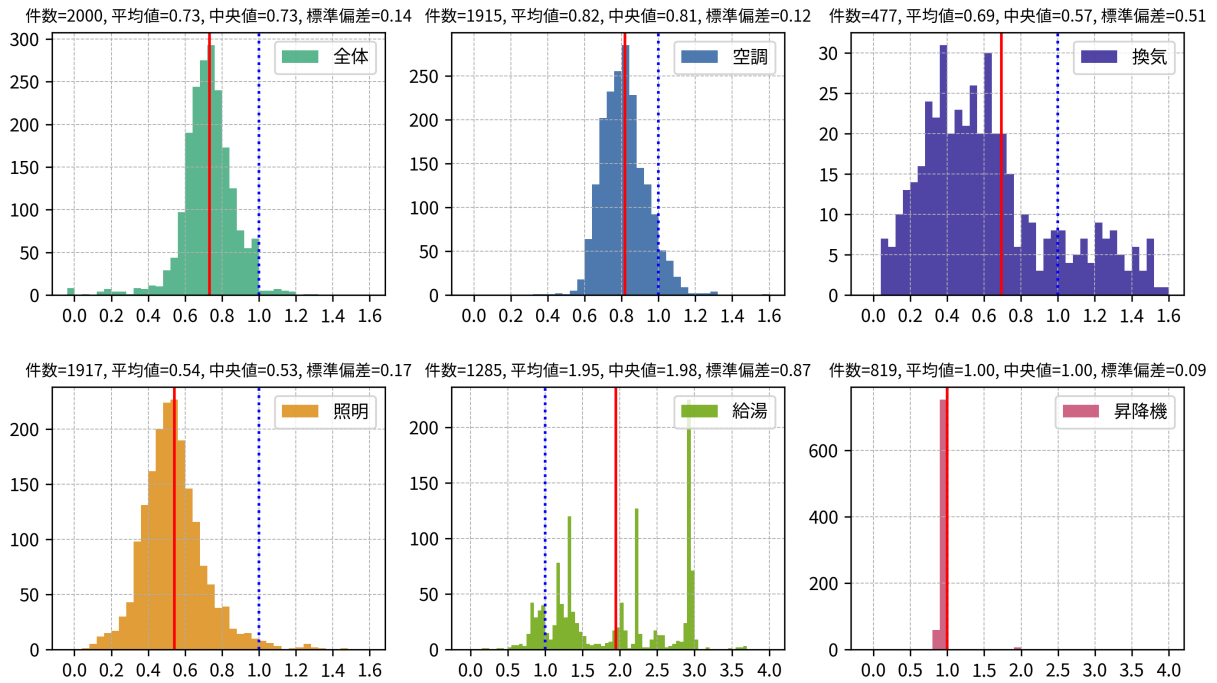 件数=2000, 平均値=0.73, 中央値=0.73, 標準偏差=0.14
件数=1915, 平均値=0.82, 中央値=0.81, 標準偏差=0.12
件数=477, 平均値=0.69, 中央値=0.57, 標準偏差=0.51
300
250
200
150
100
50
0
全体
0.0 0.2 0.4 0.6 0.8 1.0 1.2 1.4 1.6
250
200
150
100
50
0
空調
0.0 0.2 0.4 0.6 0.8 1.0 1.2 1.4 1.6
30
25
20
15
10
5
0
換気
0.0 0.2 0.4 0.6 0.8 1.0 1.2 1.4 1.6
件数=1917, 平均値=0.54, 中央値=0.53, 標準偏差=0.17
件数=1285, 平均値=1.95, 中央値=1.98, 標準偏差=0.87
件数=819, 平均値=1.00, 中央値=1.00, 標準偏差=0.09
200
150
100
50
0
照明
0.0 0.2 0.4 0.6 0.8 1.0 1.2 1.4 1.6
200
150
100
50
0
給湯
0.0 0.5 1.0 1.5 2.0 2.5 3.0 3.5 4.0
600
400
200
0
昇降機
0.0 0.5 1.0 1.5 2.0 2.5 3.0 3.5 4.0